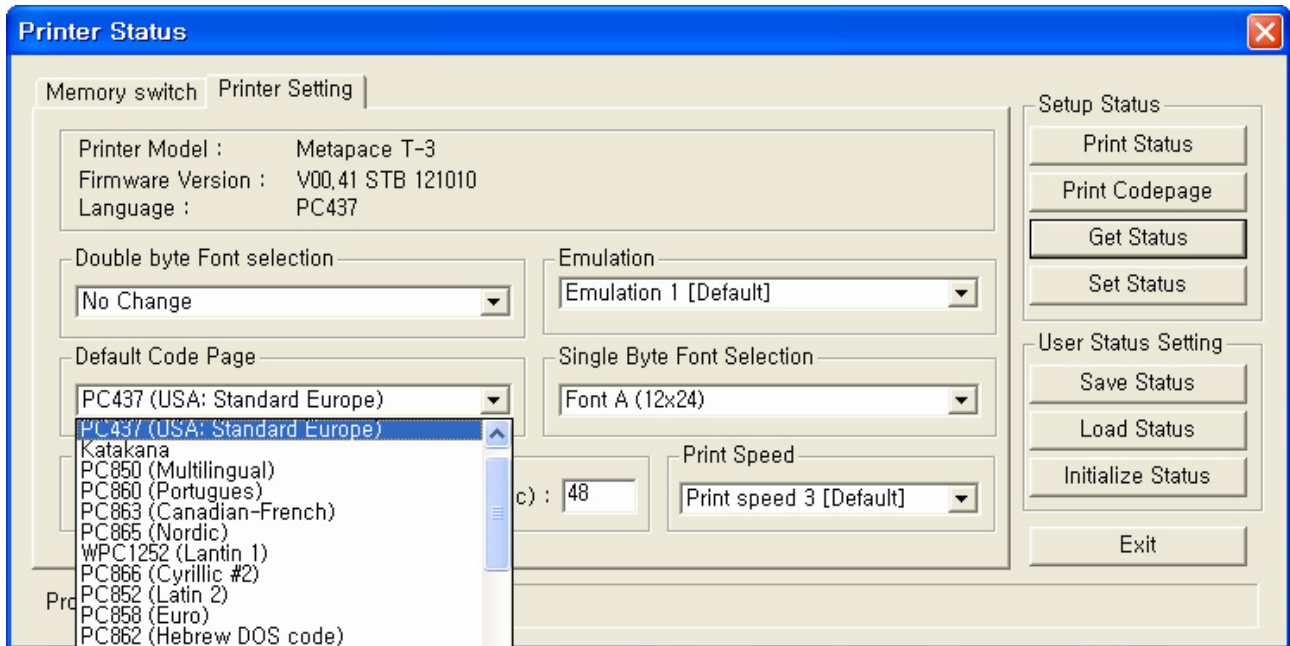 Printer Status
Memory switch
Printer Setting
Printer Model : Metapace T-3
Firmware Version : V00,41 STB 121010
Language : PC437
Double byte Font selection
No Change
Emulation
Emulation 1 [Default]
Default Code Page
PC437 (USA: Standard Europe)
Single Byte Font Selection
Font A (12x24)
PC437 (USA: Standard Europe)
Katakana
PC850 (Multilingual)
PC860 (Portugues)
PC863 (Canadian-French)
PC865 (Nordic)
WPC1252 (Lantin 1)
PC866 (Cyrillic #2)
PC852 (Latin 2)
PC858 (Euro)
PC862 (Hebrew DOS code)
c) : 48
Print Speed
Print speed 3 [Default]
Setup Status
Print Status
Print Codepage
Get Status
Set Status
User Status Setting
Save Status
Load Status
Initialize Status
Exit